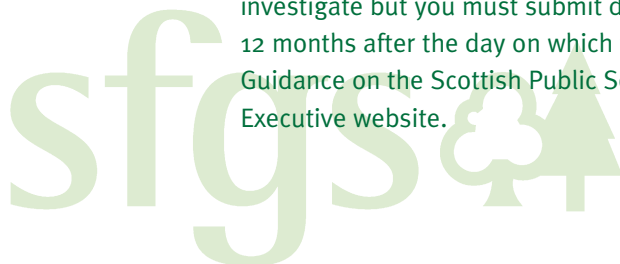 investigate but you must submit d
12 months after the day on which
Guidance on the Scottish Public Se
Executive website.
sfgs